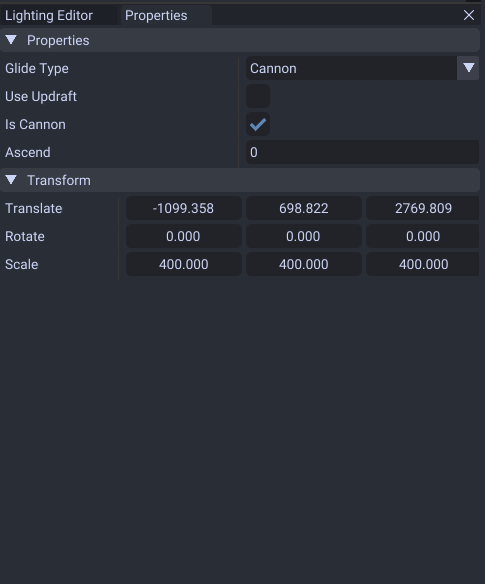 Lighting Editor Properties
Properties
Glide Type Cannon
Use Updraft
Is Cannon
Ascend 0
Transform
Translate -1099.358 698.822 2769.809
Rotate 0.000 0.000 0.000
Scale 400.000 400.000 400.000